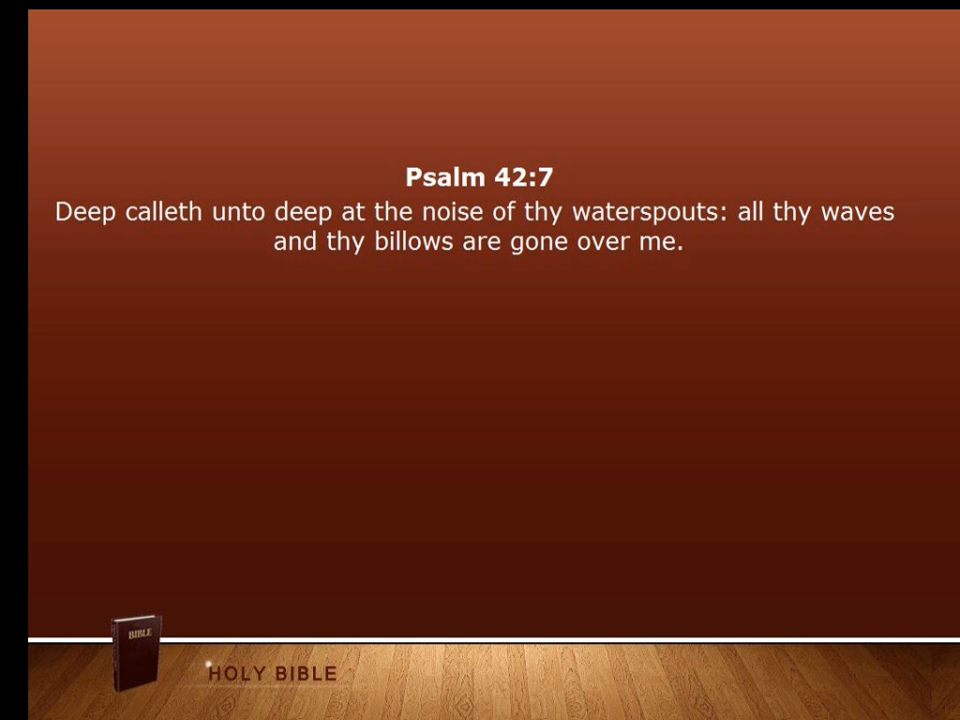 Psalm 42:7
Deep calleth unto deep at the noise of thy waterspouts: all thy waves
and thy billows are gone over me.
BIBLE
HOLY BIBLE